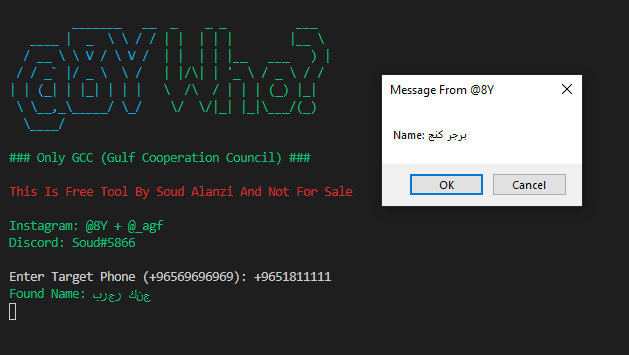 @8Y Who?
### Only GCC (Gulf Cooperation Council) ###
This Is Free Tool By Soud Alanzi And Not For Sale
Instagram: @8Y + @_agf
Discord: Soud#5866
Enter Target Phone (+96569696969): +9651811111
Found Name: برجر كنج
Message From @8Y
Name: برجر كنج
OK
Cancel